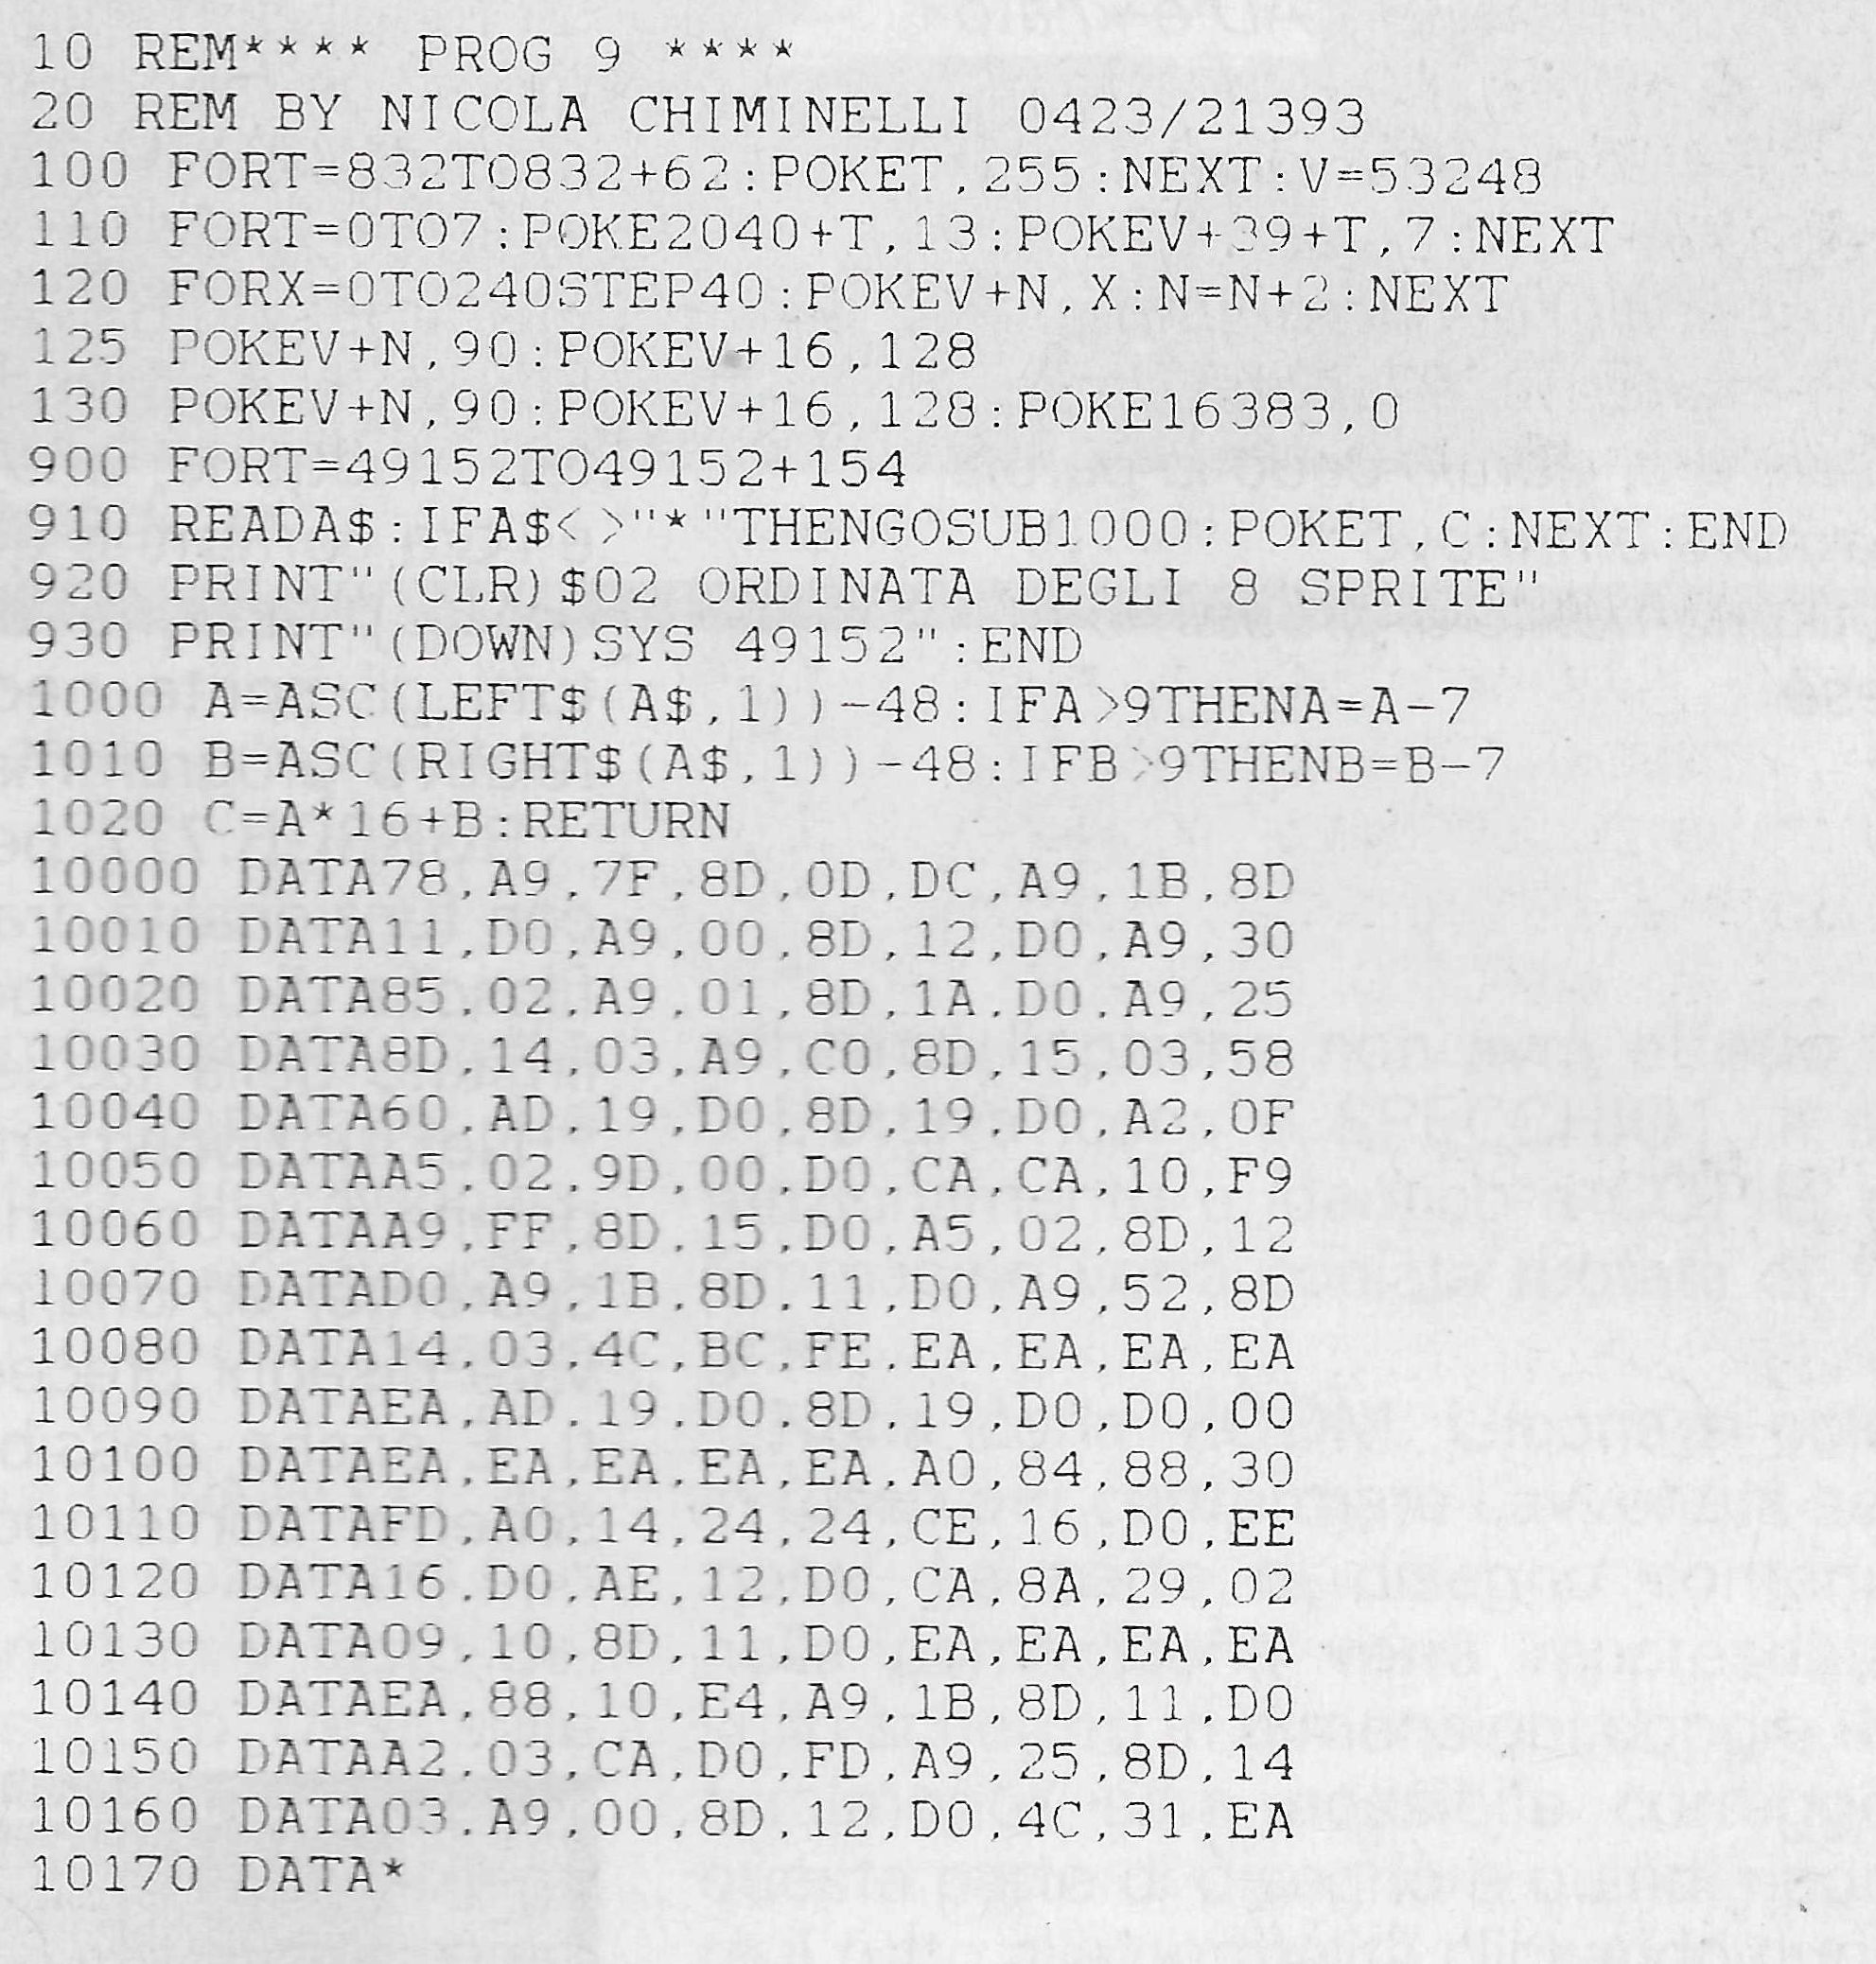 10 REM**** PROG 9 ****
20 REM BY NICOLA CHIMINELLI 0423/21393
100 FORT=832TO832+62:POKET,255:NEXT:V=53248
110 FORT=0TO7:POKE2040+T,13:POKEV+39+T,7:NEXT
120 FORX=0TO240STEP40:POKEV+N,X:N=N+2:NEXT
125 POKEV+N,90:POKEV+16,128
130 POKEV+N,90:POKEV+16,128:POKE16383,0
900 FORT=49152TO49152+154
910 READA$:IFA$<>"*"THENGOSUB1000:POKET,C:NEXT:END
920 PRINT"(CLR)$02 ORDINATA DEGLI 8 SPRITE"
930 PRINT"(DOWN)SYS 49152":END
1000 A=ASC(LEFT$(A$,1))-48:IFA>9THENA=A-7
1010 B=ASC(RIGHT$(A$,1))-48:IFB>9THENB=B-7
1020 C=A*16+B:RETURN
10000 DATA78,A9,7F,8D,0D,DC,A9,1B,8D
10010 DATA11,D0,A9,00,8D,12,D0,A9,30
10020 DATA85,02,A9,01,8D,1A,D0,A9,25
10030 DATA8D,14,03,A9,C0,8D,15,03,58
10040 DATA60,AD,19,D0,8D,19,D0,A2,0F
10050 DATAA5,02,9D,00,D0,CA,CA,10,F9
10060 DATAA9,FF,8D,15,D0,A5,02,8D,12
10070 DATAD0,A9,1B,8D,11,D0,A9,52,8D
10080 DATA14,03,4C,BC,FE,EA,EA,EA,EA
10090 DATAEA,AD,19,D0,8D,19,D0,D0,00
10100 DATAEA,EA,EA,EA,EA,A0,84,88,30
10110 DATAFD,A0,14,24,24,CE,16,D0,EE
10120 DATA16,D0,AE,12,D0,CA,8A,29,02
10130 DATA09,10,8D,11,D0,EA,EA,EA,EA
10140 DATAEA,88,10,E4,A9,1B,8D,11,D0
10150 DATAA2,03,CA,D0,FD,A9,25,8D,14
10160 DATA03,A9,00,8D,12,D0,4C,31,EA
10170 DATA*